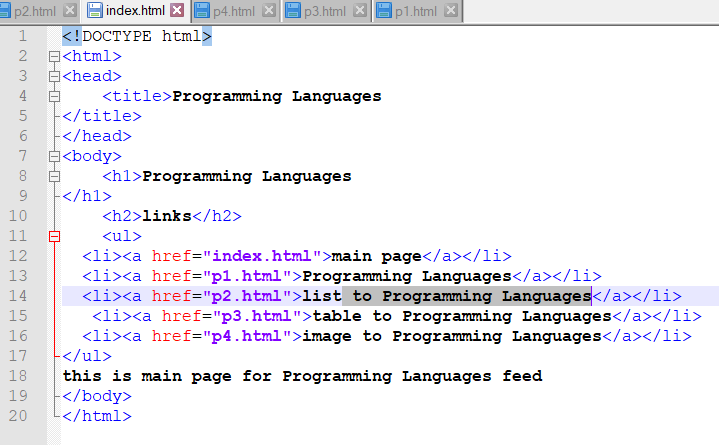 p2.html index.html p4.html p3.html p1.html
1 <!DOCTYPE html>
2 <html>
3 <head>
4 <title>Programming Languages
5 </title>
6 </head>
7 <body>
8 <h1>Programming Languages
9 </h1>
10 <h2>links</h2>
11 <ul>
12 <li><a href="index.html">main page</a></li>
13 <li><a href="p1.html">Programming Languages</a></li>
14 <li><a href="p2.html">list to Programming Languages</a></li>
15 <li><a href="p3.html">table to Programming Languages</a></li>
16 <li><a href="p4.html">image to Programming Languages</a></li>
17 </ul>
18 this is main page for Programming Languages feed
19 </body>
20 </html>